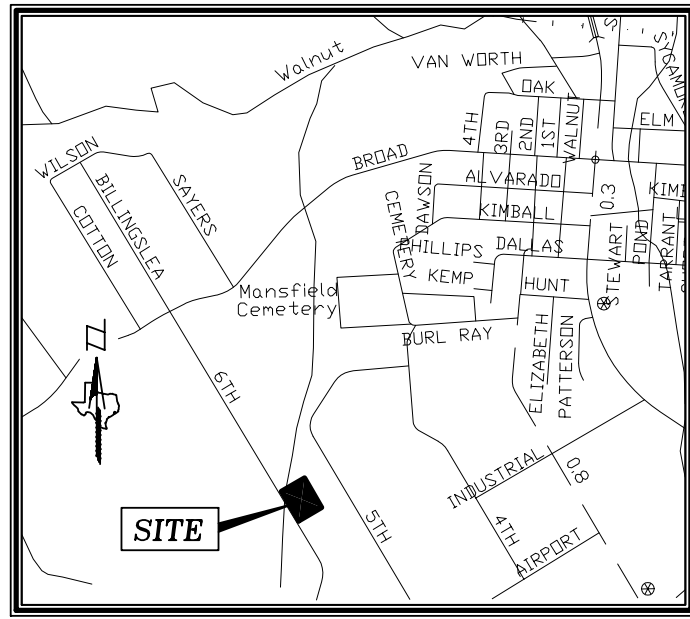 Walnut
VAN WORTH
OAK
ELM
4TH
3RD
2ND
1ST
WALNUT
BROAD
WILSON
BILLINGSLEA
COTTON
SAYERS
ALVARADO
DAWSON
KIMBALL
CEMETERY
PHILLIPS
DALLAS
KEMP
HUNT
0.3
STEWART
POND
TARRANT
Mansfield
Cemetery
BURL RAY
ELIZABETH
PATTERSON
6TH
INDUSTRIAL
0.8
SITE
5TH
4TH
AIRPORT